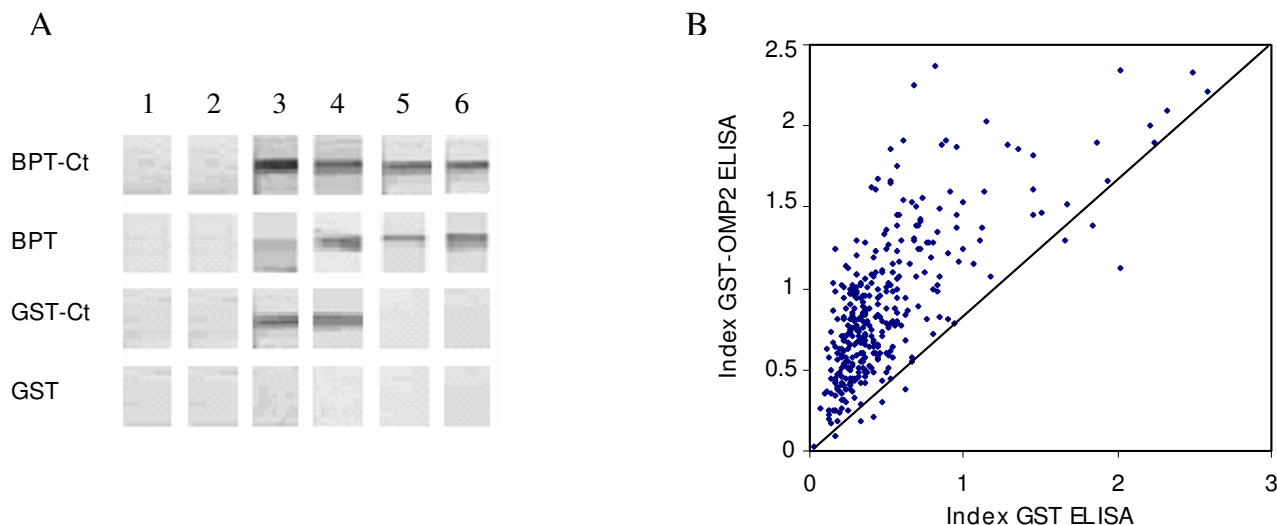 A
1 2 3 4 5 6
BPT-Ct
BPT
GST-Ct
GST
B
Index GST-OMP2 ELISA
2.5
2
1.5
1
0.5
0
0 1 2 3
Index GST ELISA